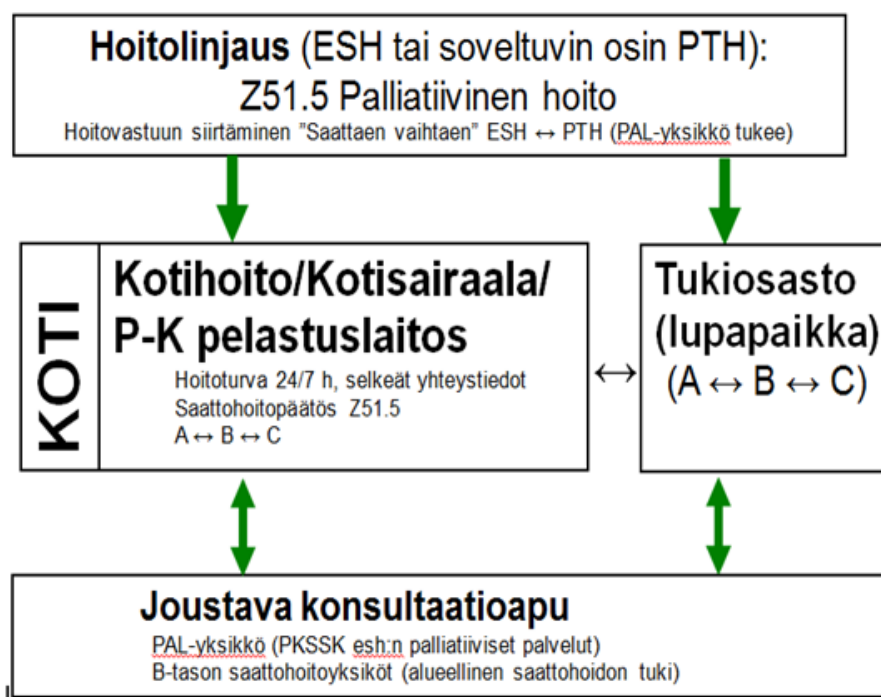 Hoitolinjaus (ESH tai soveltuvin osin PTH):
Z51.5 Palliatiivinen hoito
Hoitovastuun siirtäminen "Saattaen vaihtaen" ESH ↔ PTH (PAL-yksikkö tukee)
KOTI
Kotihoito/Kotisairaala/
P-K pelastuslaitos
Hoitoturva 24/7 h, selkeät yhteystiedot
Saattohoitopäätös Z51.5
A ↔ B ↔ C
↔
Tukiosasto
(lupapaikka)
(A ↔ B ↔ C)
Joustava konsultaatioapu
PAL-yksikkö (PKSSK esh:n palliatiiviset palvelut)
B-tason saattohoitoyksiköt (alueellinen saattohoidon tuki)